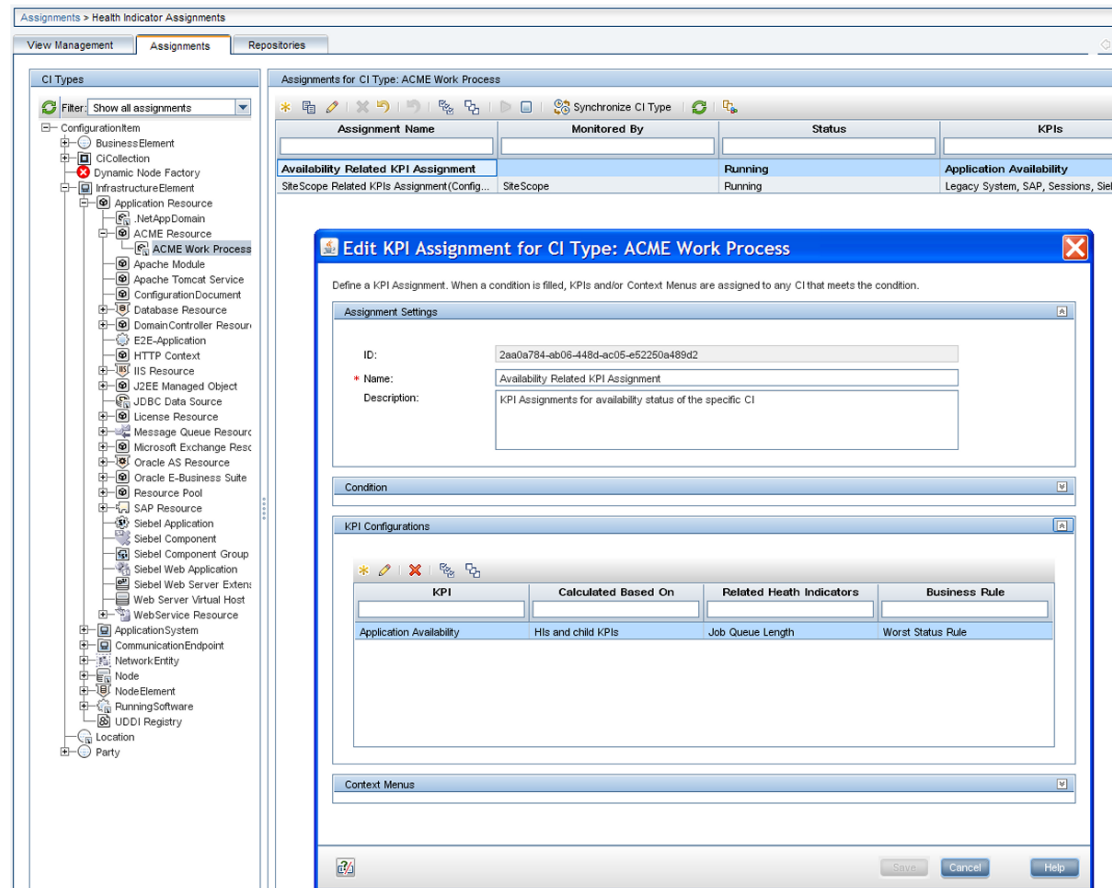 Assignments > Health Indicator Assignments
View Management
Assignments
Repositories
CI Types
Filter: Show all assignments
ConfigurationItem
BusinessElement
CiCollection
Dynamic Node Factory
InfrastructureElement
Application Resource
.NetAppDomain
ACME Resource
ACME Work Process
Apache Module
Apache Tomcat Service
ConfigurationDocument
Database Resource
DomainController Resour
E2E-Application
HTTP Context
IIS Resource
J2EE Managed Object
JDBC Data Source
License Resource
Message Queue Resourc
Microsoft Exchange Resc
Oracle AS Resource
Oracle E-Business Suite
Resource Pool
SAP Resource
Siebel Application
Siebel Component
Siebel Component Group
Siebel Web Application
Siebel Web Server Exten
Web Server Virtual Host
WebService Resource
ApplicationSystem
CommunicationEndpoint
NetworkEntity
Node
NodeElement
RunningSoftware
UDDI Registry
Location
Party
Assignments for CI Type: ACME Work Process
Synchronize CI Type
Assignment Name Monitored By Status KPIs
Availability Related KPI Assignment Running Application Availability
SiteScope Related KPIs Assignment(Config... SiteScope Running Legacy System, SAP, Sessions, Siel
Edit KPI Assignment for CI Type: ACME Work Process
Define a KPI Assignment. When a condition is filled, KPIs and/or Context Menus are assigned to any CI that meets the condition.
Assignment Settings
ID: 2aa0a784-ab06-448d-ac05-e52250a489d2
* Name: Availability Related KPI Assignment
Description: KPI Assignments for availability status of the specific CI
Condition
KPI Configurations
KPI Calculated Based On Related Heath Indicators Business Rule
Application Availability HIs and child KPIs Job Queue Length Worst Status Rule
Context Menus
Save Cancel Help